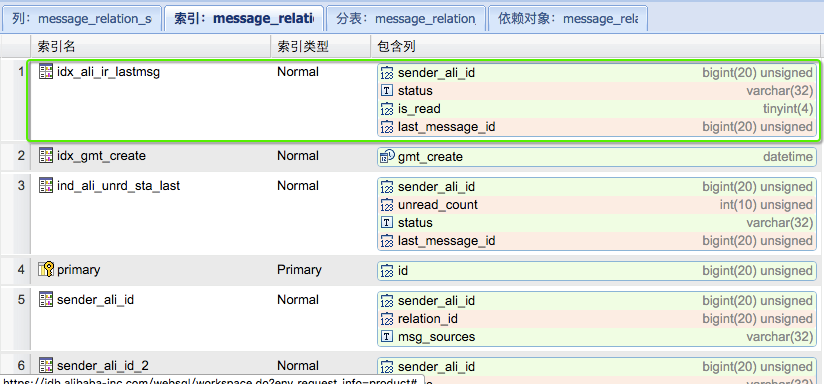 列：message_relation_s 索引：message_relatio 分表：message_relation 依赖对象：message_rela
索引名 索引类型 包含列
1 idx_ali_ir_lastmsg Normal sender_ali_id bigint(20) unsigned
status varchar(32)
is_read tinyint(4)
last_message_id bigint(20) unsigned
2 idx_gmt_create Normal gmt_create datetime
3 ind_ali_unrd_sta_last Normal sender_ali_id bigint(20) unsigned
unread_count int(10) unsigned
status varchar(32)
last_message_id bigint(20) unsigned
4 primary Primary id bigint(20) unsigned
5 sender_ali_id Normal sender_ali_id bigint(20) unsigned
relation_id bigint(20) unsigned
msg_sources varchar(32)
6 sender_ali_id_2 Normal sender_ali_id bigint(20) unsigned
https://idb.alibaba-inc.com/websql/workspace.do?env_request_info=product#